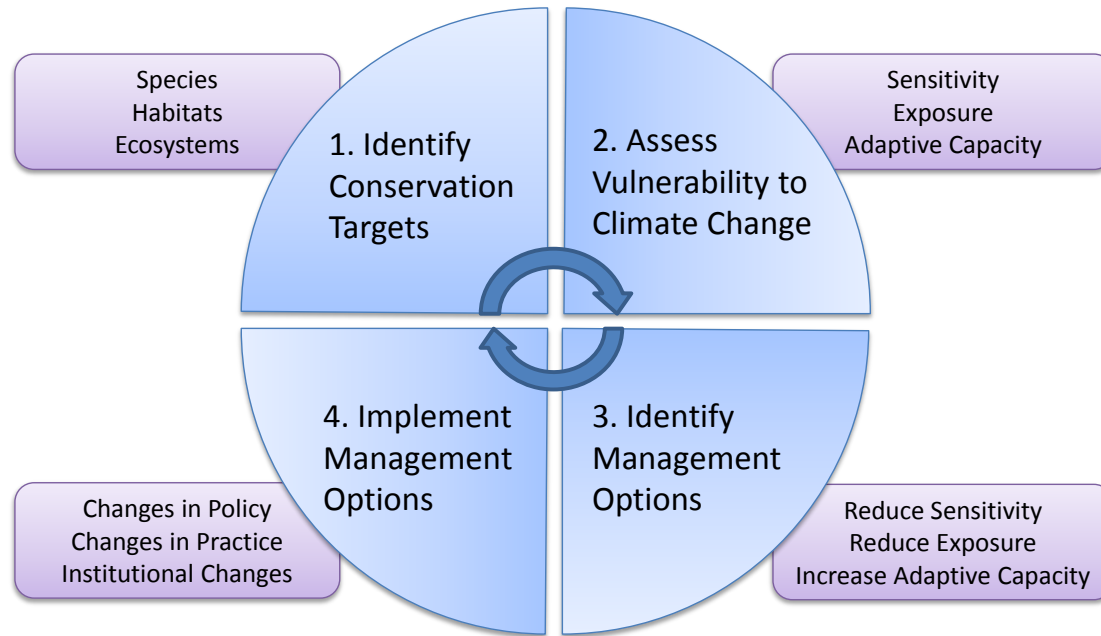 Species
Habitats
Ecosystems
1. Identify
Conservation
Targets
2. Assess
Vulnerability to
Climate Change
Sensitivity
Exposure
Adaptive Capacity
4. Implement
Management
Options
Changes in Policy
Changes in Practice
Institutional Changes
3. Identify
Management
Options
Reduce Sensitivity
Reduce Exposure
Increase Adaptive Capacity